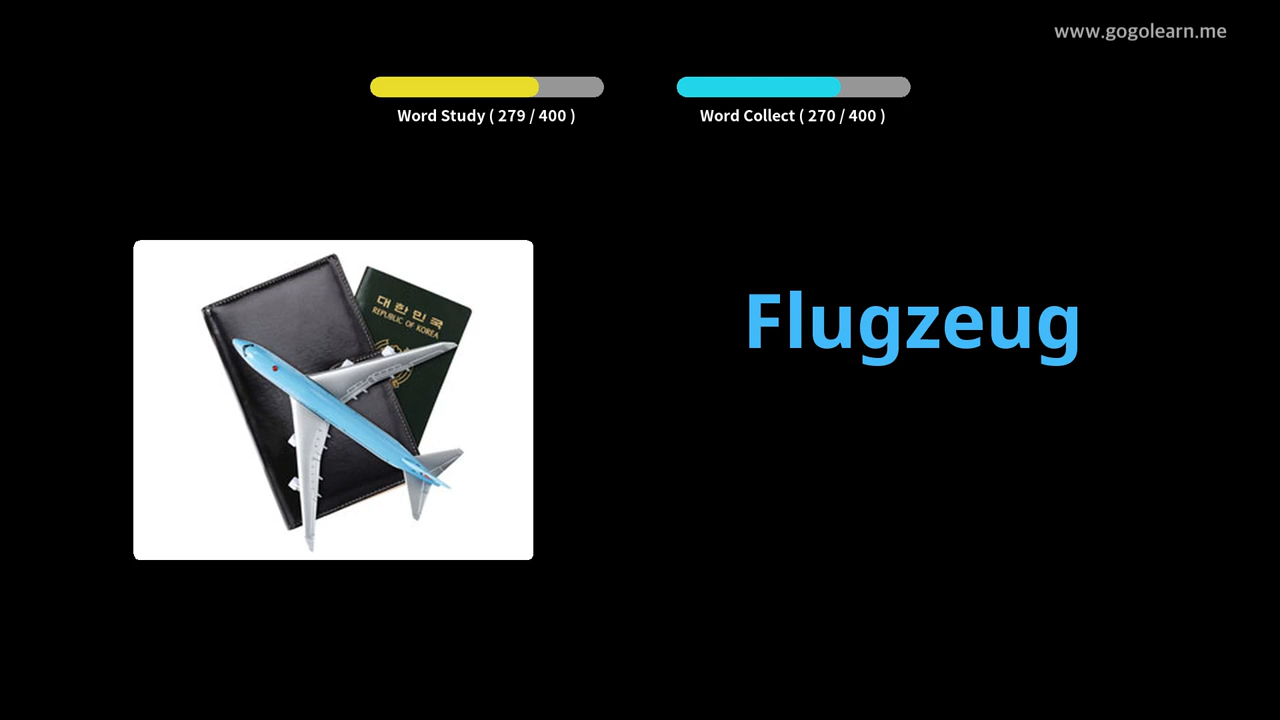 www.gogolearn.me
Word Study ( 279 / 400 )
Word Collect ( 270 / 400 )
대한민국
REPUBLIC OF KOREA
Flugzeug